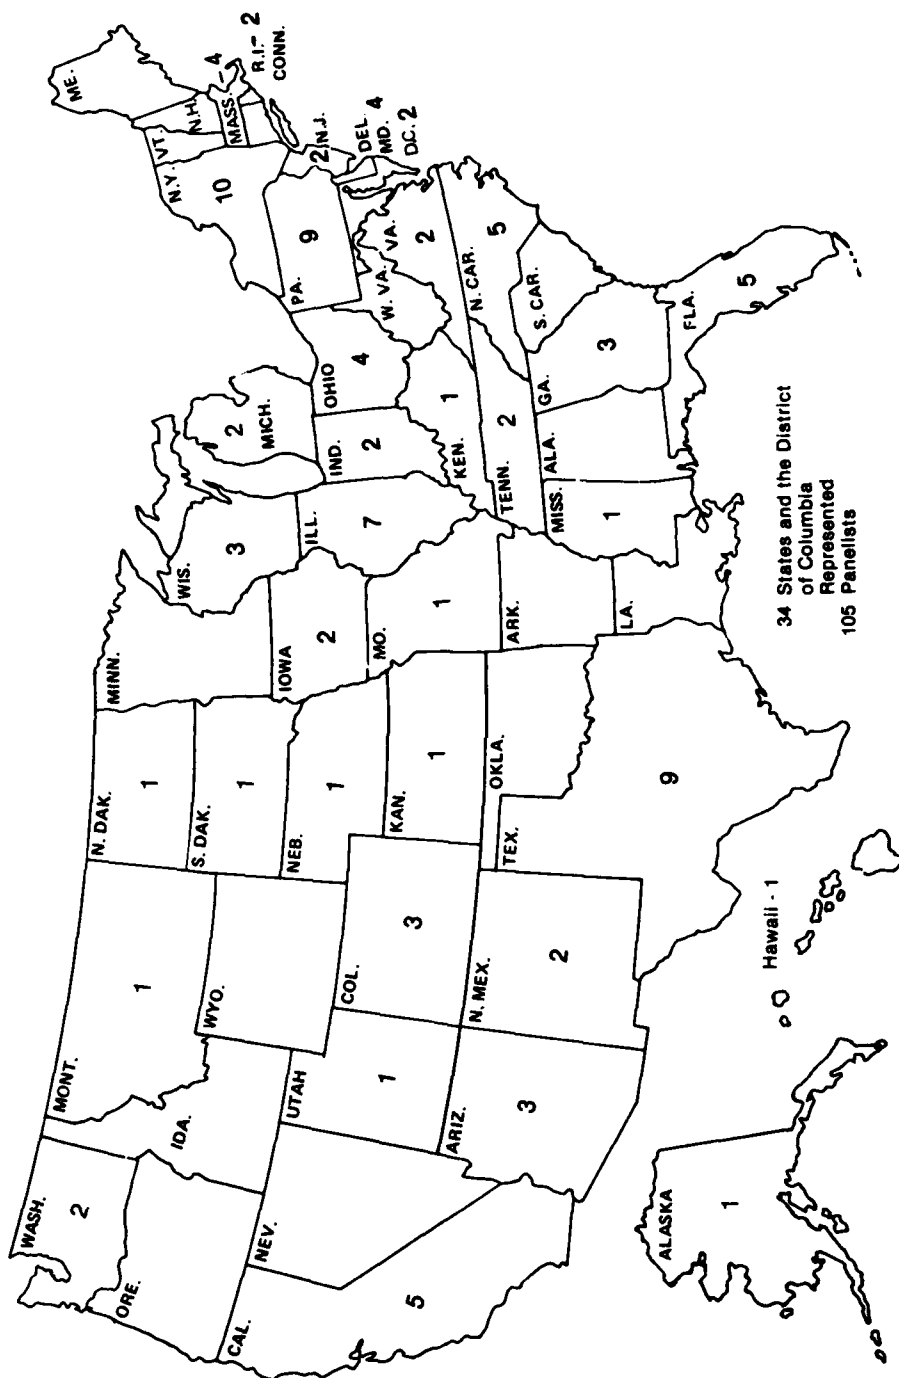 WASH.
2
ORE.
CAL.
5
NEV.
IDA.
MONT.
1
WYO.
UTAH
1
ARIZ.
3
COL.
3
N. MEX.
2
N. DAK.
1
S. DAK.
1
NEB.
1
KAN.
1
OKLA.
TEX.
9
MINN.
IOWA
2
MO.
1
ARK.
LA.
WIS.
3
ILL.
7
MICH.
2
IND.
2
OHIO
4
KEN.
1
TENN.
2
MISS.
1
ALA.
GA.
3
FLA.
5
S. CAR.
N. CAR.
5
VA.
2
W. VA.
PA.
9
N.Y.
10
VT.
N.H.
ME.
MASS. - 4
R.I. - 2
CONN.
N.J.
2
DEL.
MD. 4
D.C. 2
ALASKA
1
Hawaii - 1
34 States and the District
of Columbia
Represented
105 Panellists